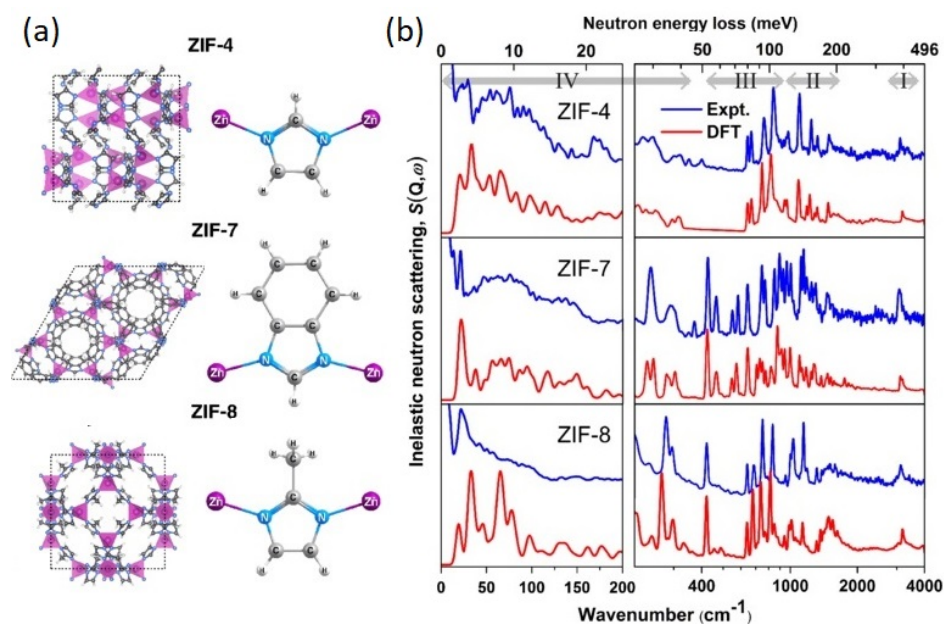 (a)
ZIF-4
Zn
Zn
N
N
C
C
C
H
H
H
ZIF-7
H
H
H
H
C
C
C
C
C
C
N
N
C
Zn
Zn
H
ZIF-8
H
H
H
C
C
Zn
Zn
N
N
C
C
H
H
(b)
Neutron energy loss (meV)
0 10 20 50 100 200 496
IV III II I
ZIF-4
Expt.
DFT
ZIF-7
ZIF-8
Inelastic neutron scattering, S(Q,ω)
0 50 100 150 200 400 1000 2000 4000
Wavenumber (cm⁻¹)